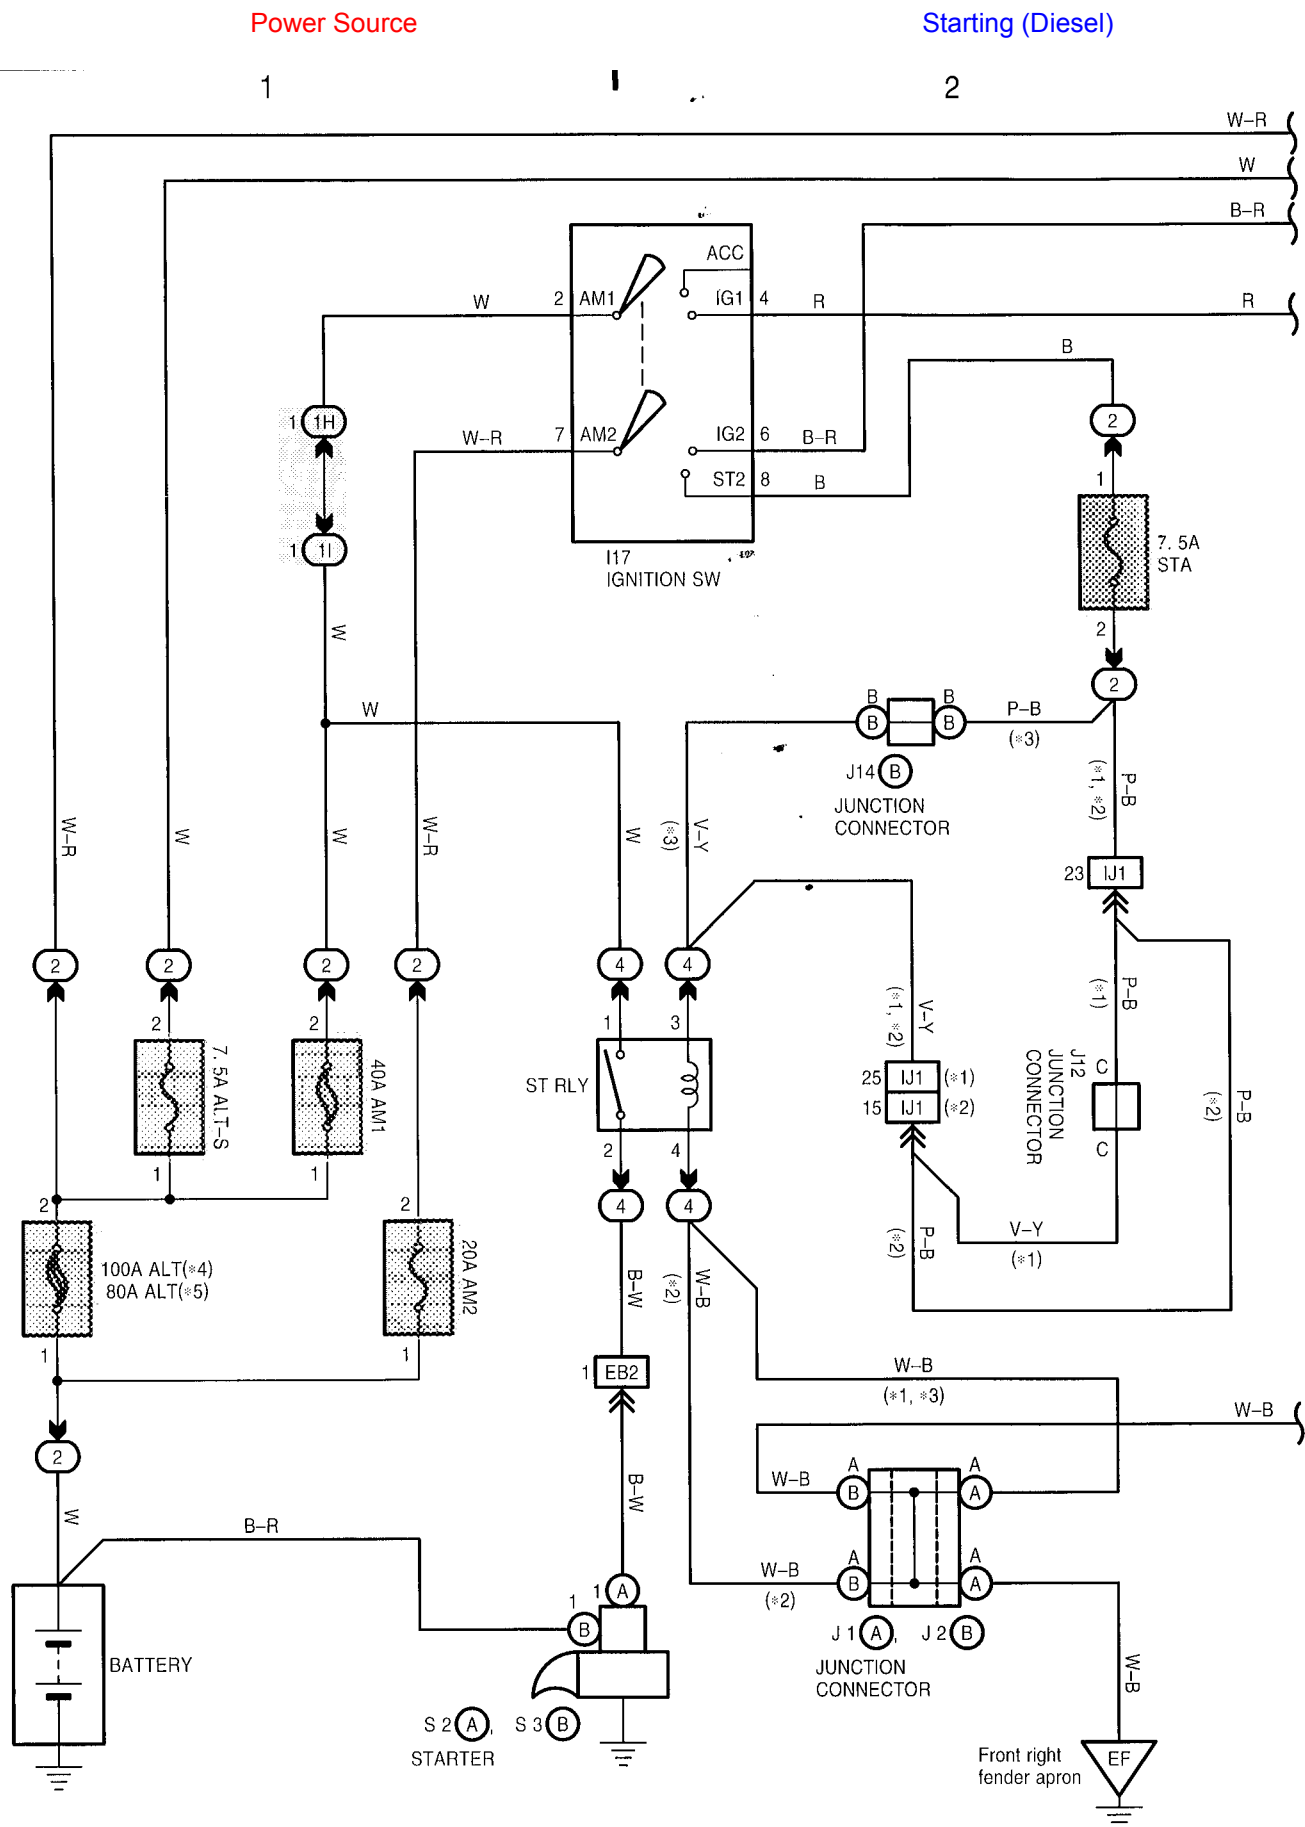 Power Source
Starting (Diesel)
1
2
W–R
W
B–R
ACC
W
2
AM1
IG1
4
R
R
B
1
1H
W–R
7
AM2
IG2
6
B–R
2
ST2
8
B
1
1
1I
I17
IGNITION SW
7. 5A
STA
W
2
2
W
B
B
B
B
P–B
(*3)
J14
B
JUNCTION
CONNECTOR
P–B
(*1, *2)
W–R
W
W
W–R
W
V–Y
(*3)
23
IJ1
2
2
2
2
4
4
P–B
(*1)
V–Y
(*1, *2)
2
2
1
3
7. 5A ALT–S
40A AM1
ST RLY
25
IJ1
(*1)
15
IJ1
(*2)
J12
JUNCTION
CONNECTOR
C
C
P–B
(*2)
1
1
2
4
2
2
4
4
P–B
(*2)
V–Y
(*1)
100A ALT(*4)
80A ALT(*5)
20A AM2
B–W
W–B
(*2)
1
1
1
EB2
W–B
(*1, *3)
W–B
2
W
B–R
B–W
W–B
A
B
A
A
W–B
(*2)
A
B
A
A
1
A
1
B
J 1
A
,
J 2
B
JUNCTION
CONNECTOR
W–B
BATTERY
S 2
A
,
S 3
B
STARTER
Front right
fender apron
EF